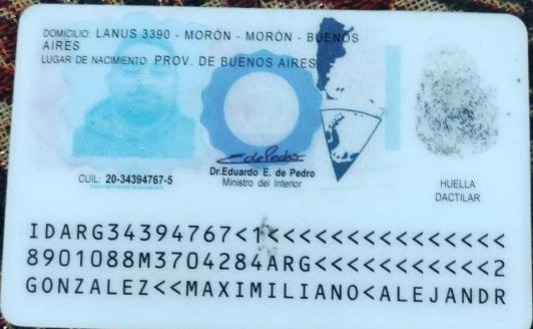 DOMICILIO: LANUS 3390 - MORÓN - MORÓN - BUENOS
AIRES
LUGAR DE NACIMIENTO: PROV. DE BUENOS AIRES
CUIL: 20-34394767-5
Dr. Eduardo E. de Pedro
Ministro del Interior
HUELLA
DACTILAR
IDARG34394767<1<<<<<<<<<<<<<<<
8901088M3704284ARG<<<<<<<<<<<2
GONZALEZ<<MAXIMILIANO<ALEJANDR